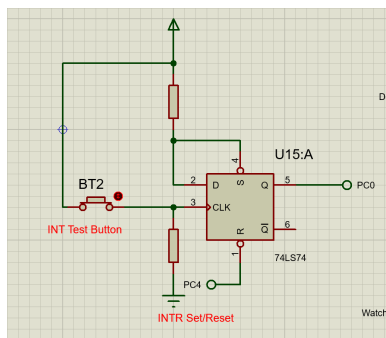 D
U15:A
4
BT2
2
D
S
Q
5
PC0
3
CLK
INT Test Button
Q
6
R
1
74LS74
PC4
INTR Set/Reset
Watch